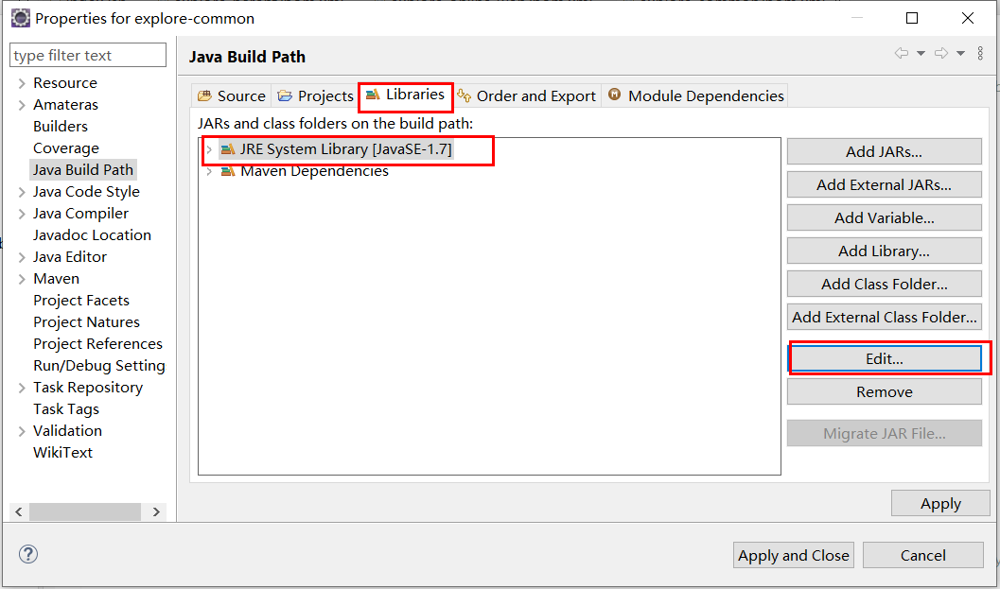 Properties for explore-common
type filter text
Java Build Path
Resource
Amateras
Builders
Coverage
Java Build Path
Java Code Style
Java Compiler
Javadoc Location
Java Editor
Maven
Project Facets
Project Natures
Project References
Run/Debug Setting
Task Repository
Task Tags
Validation
WikiText
Source Projects Libraries Order and Export Module Dependencies
JARs and class folders on the build path:
JRE System Library [JavaSE-1.7]
Maven Dependencies
Add JARs...
Add External JARs...
Add Variable...
Add Library...
Add Class Folder...
Add External Class Folder...
Edit...
Remove
Migrate JAR File...
Apply
Apply and Close Cancel